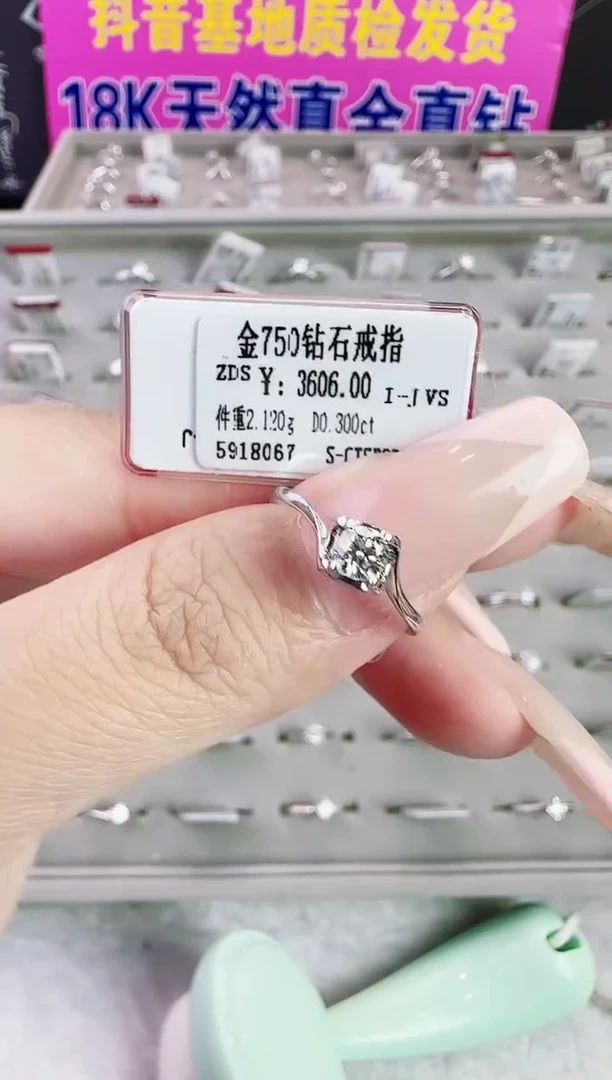 抖音基地质检发货
18K天然真金真钻
金750钻石戒指
ZDS ¥: 3606.00 I-J VS
件重2.120g D0.300ct
5918067